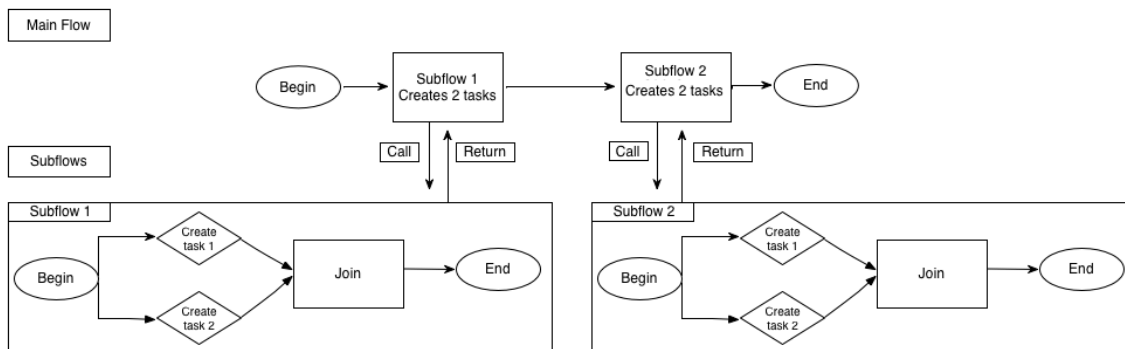 Main Flow
Begin
Subflow 1
Creates 2 tasks
Subflow 2
Creates 2 tasks
End
Call
Return
Call
Return
Subflows
Subflow 1
Begin
Create
task 1
Create
task 2
Join
End
Subflow 2
Begin
Create
task 1
Create
task 2
Join
End